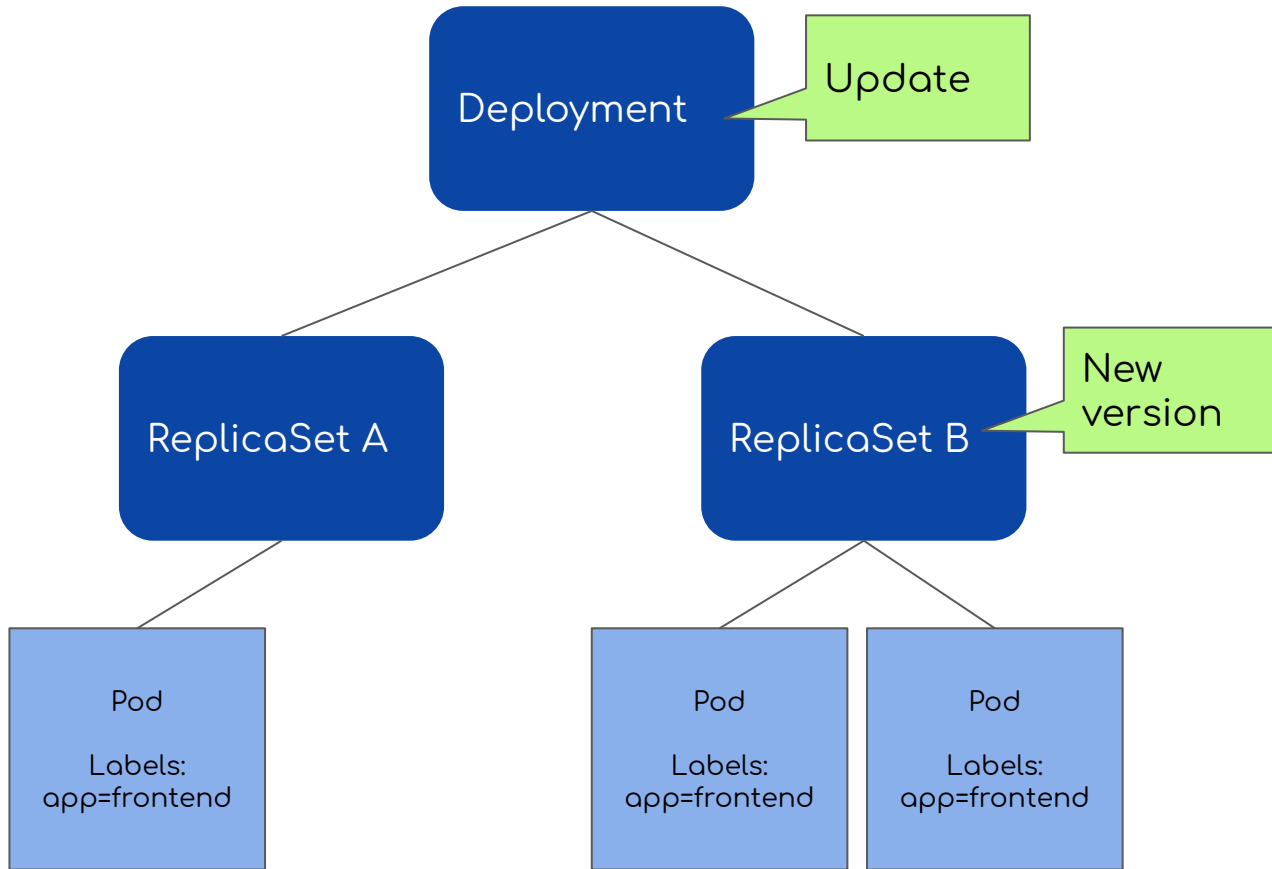 Deployment
Update
ReplicaSet A
ReplicaSet B
New
version
Pod
Labels:
app=frontend
Pod
Labels:
app=frontend
Pod
Labels:
app=frontend